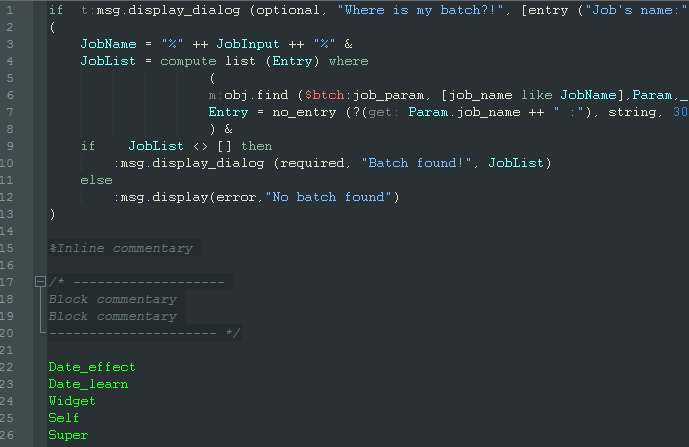 1 if t:msg.display_dialog (optional, "Where is my batch?!", [entry ("Job's name:"
2 (
3 JobName = "%" ++ JobInput ++ "%" &
4 JobList = compute list (Entry) where
5 (
6 m:obj.find ($btch:job_param, [job_name like JobName],Param,_
7 Entry = no_entry (?(get: Param.job_name ++ " :"), string, 30
8 ) &
9 if JobList <> [] then
10 :msg.display_dialog (required, "Batch found!", JobList)
11 else
12 :msg.display(error,"No batch found")
13 )
14
15 %Inline commentary
16
17 /* -------------------
18 Block commentary
19 Block commentary
20 --------------------- */
21
22 Date_effect
23 Date_learn
24 Widget
25 Self
26 Super